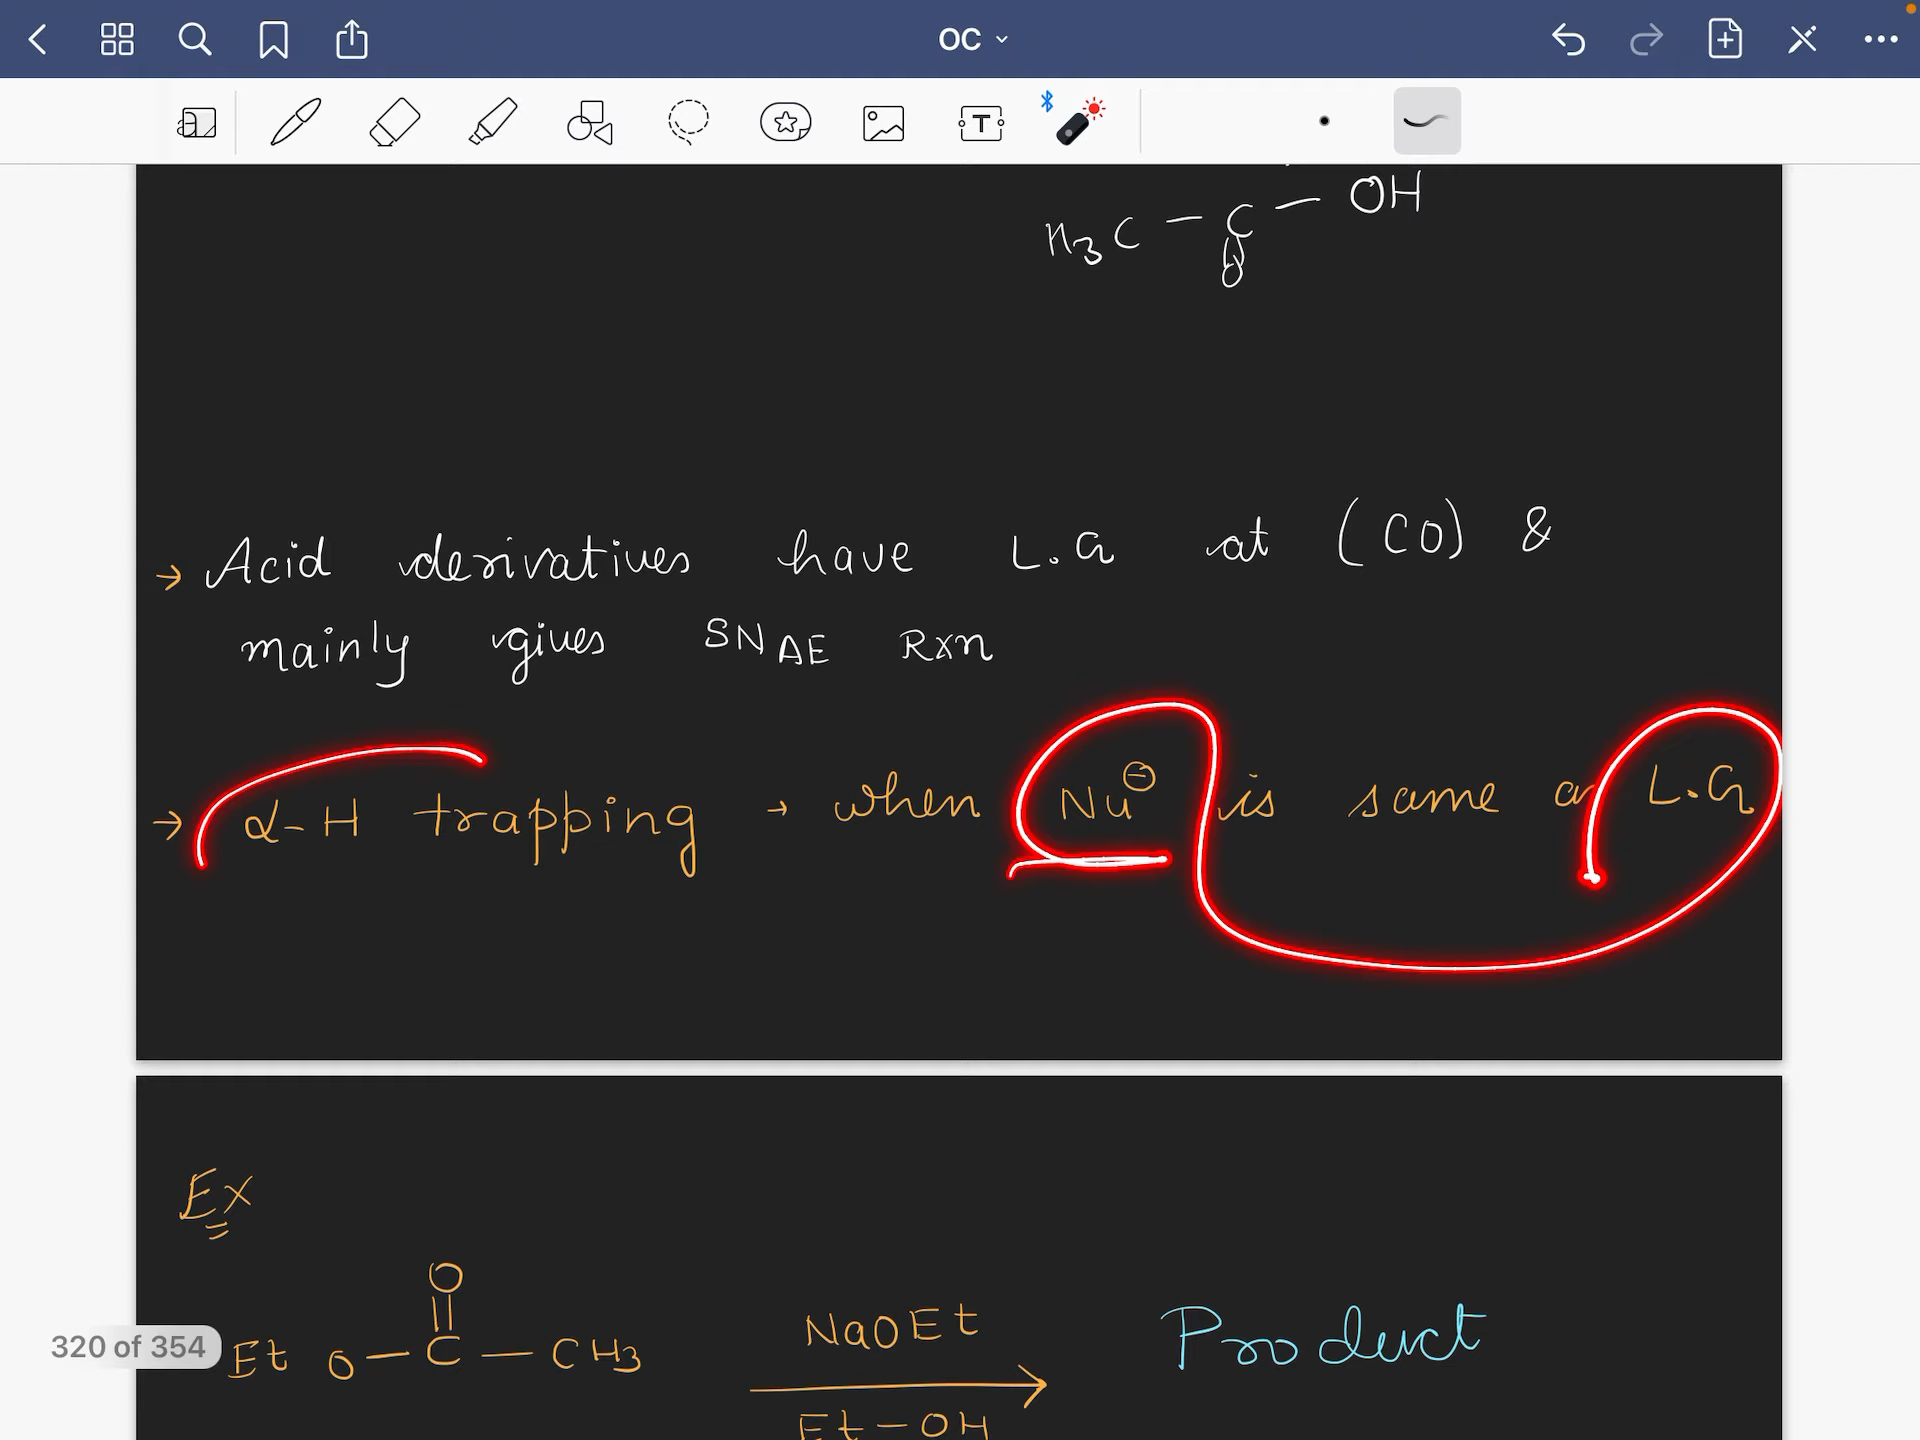 OC
T
H3C - C - OH
O
→ Acid derivatives have L.G at (CO) &
mainly gives SNAE Rxn
→ α-H trapping → when Nu⊖ is same as L.G
Ex
O
EtO - C - CH3
NaOEt
Et-OH
Product
320 of 354